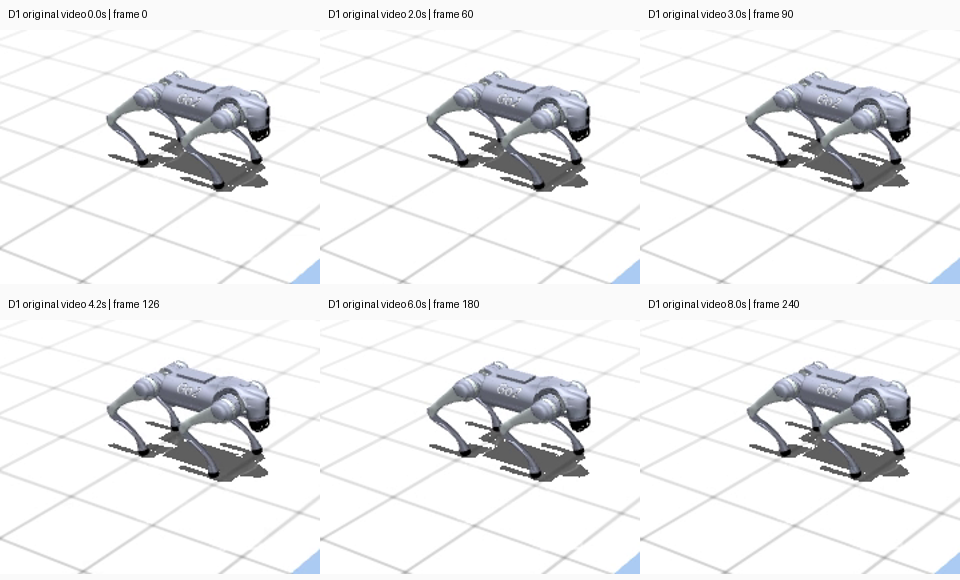 D1 original video 0.0s | frame 0
D1 original video 2.0s | frame 60
D1 original video 3.0s | frame 90
Go2
Go2
Go2
D1 original video 4.2s | frame 126
D1 original video 6.0s | frame 180
D1 original video 8.0s | frame 240
Go2
Go2
Go2